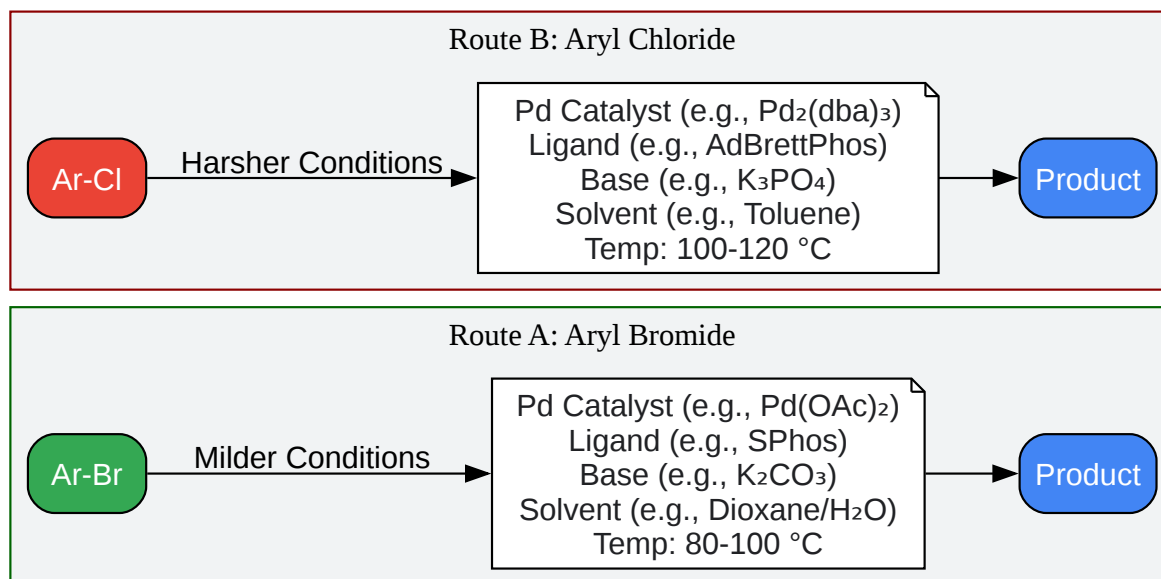 Route B: Aryl Chloride
Ar-Cl
Harsher Conditions
Pd Catalyst (e.g., Pd₂(dba)₃)
Ligand (e.g., AdBrettPhos)
Base (e.g., K₃PO₄)
Solvent (e.g., Toluene)
Temp: 100-120 °C
Product
Route A: Aryl Bromide
Ar-Br
Milder Conditions
Pd Catalyst (e.g., Pd(OAc)₂)
Ligand (e.g., SPhos)
Base (e.g., K₂CO₃)
Solvent (e.g., Dioxane/H₂O)
Temp: 80-100 °C
Product